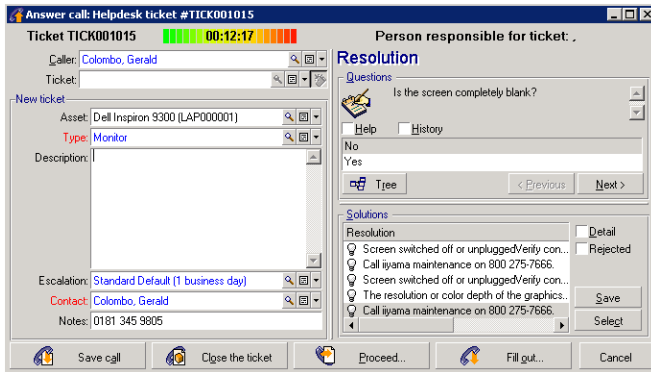 Answer call: Helpdesk ticket #TICK001015
Ticket TICK001015
00:12:17
Person responsible for ticket: ,
Caller: Colombo, Gerald
Ticket:
New ticket
Asset: Dell Inspiron 9300 (LAP000001)
Type: Monitor
Description:
Escalation: Standard Default (1 business day)
Contact: Colombo, Gerald
Notes: 0181 345 9805
Resolution
Questions
Is the screen completely blank?
Help History
No
Yes
Tree
< Previous
Next >
Solutions
Resolution
Screen switched off or unpluggedVerify con...
Call iiyama maintenance on 800 275-7666.
Screen switched off or unpluggedVerify con...
The resolution or color depth of the graphics..
Call iiyama maintenance on 800 275-7666.
Detail
Rejected
Save
Select
Save call
Close the ticket
Proceed...
Fill out...
Cancel